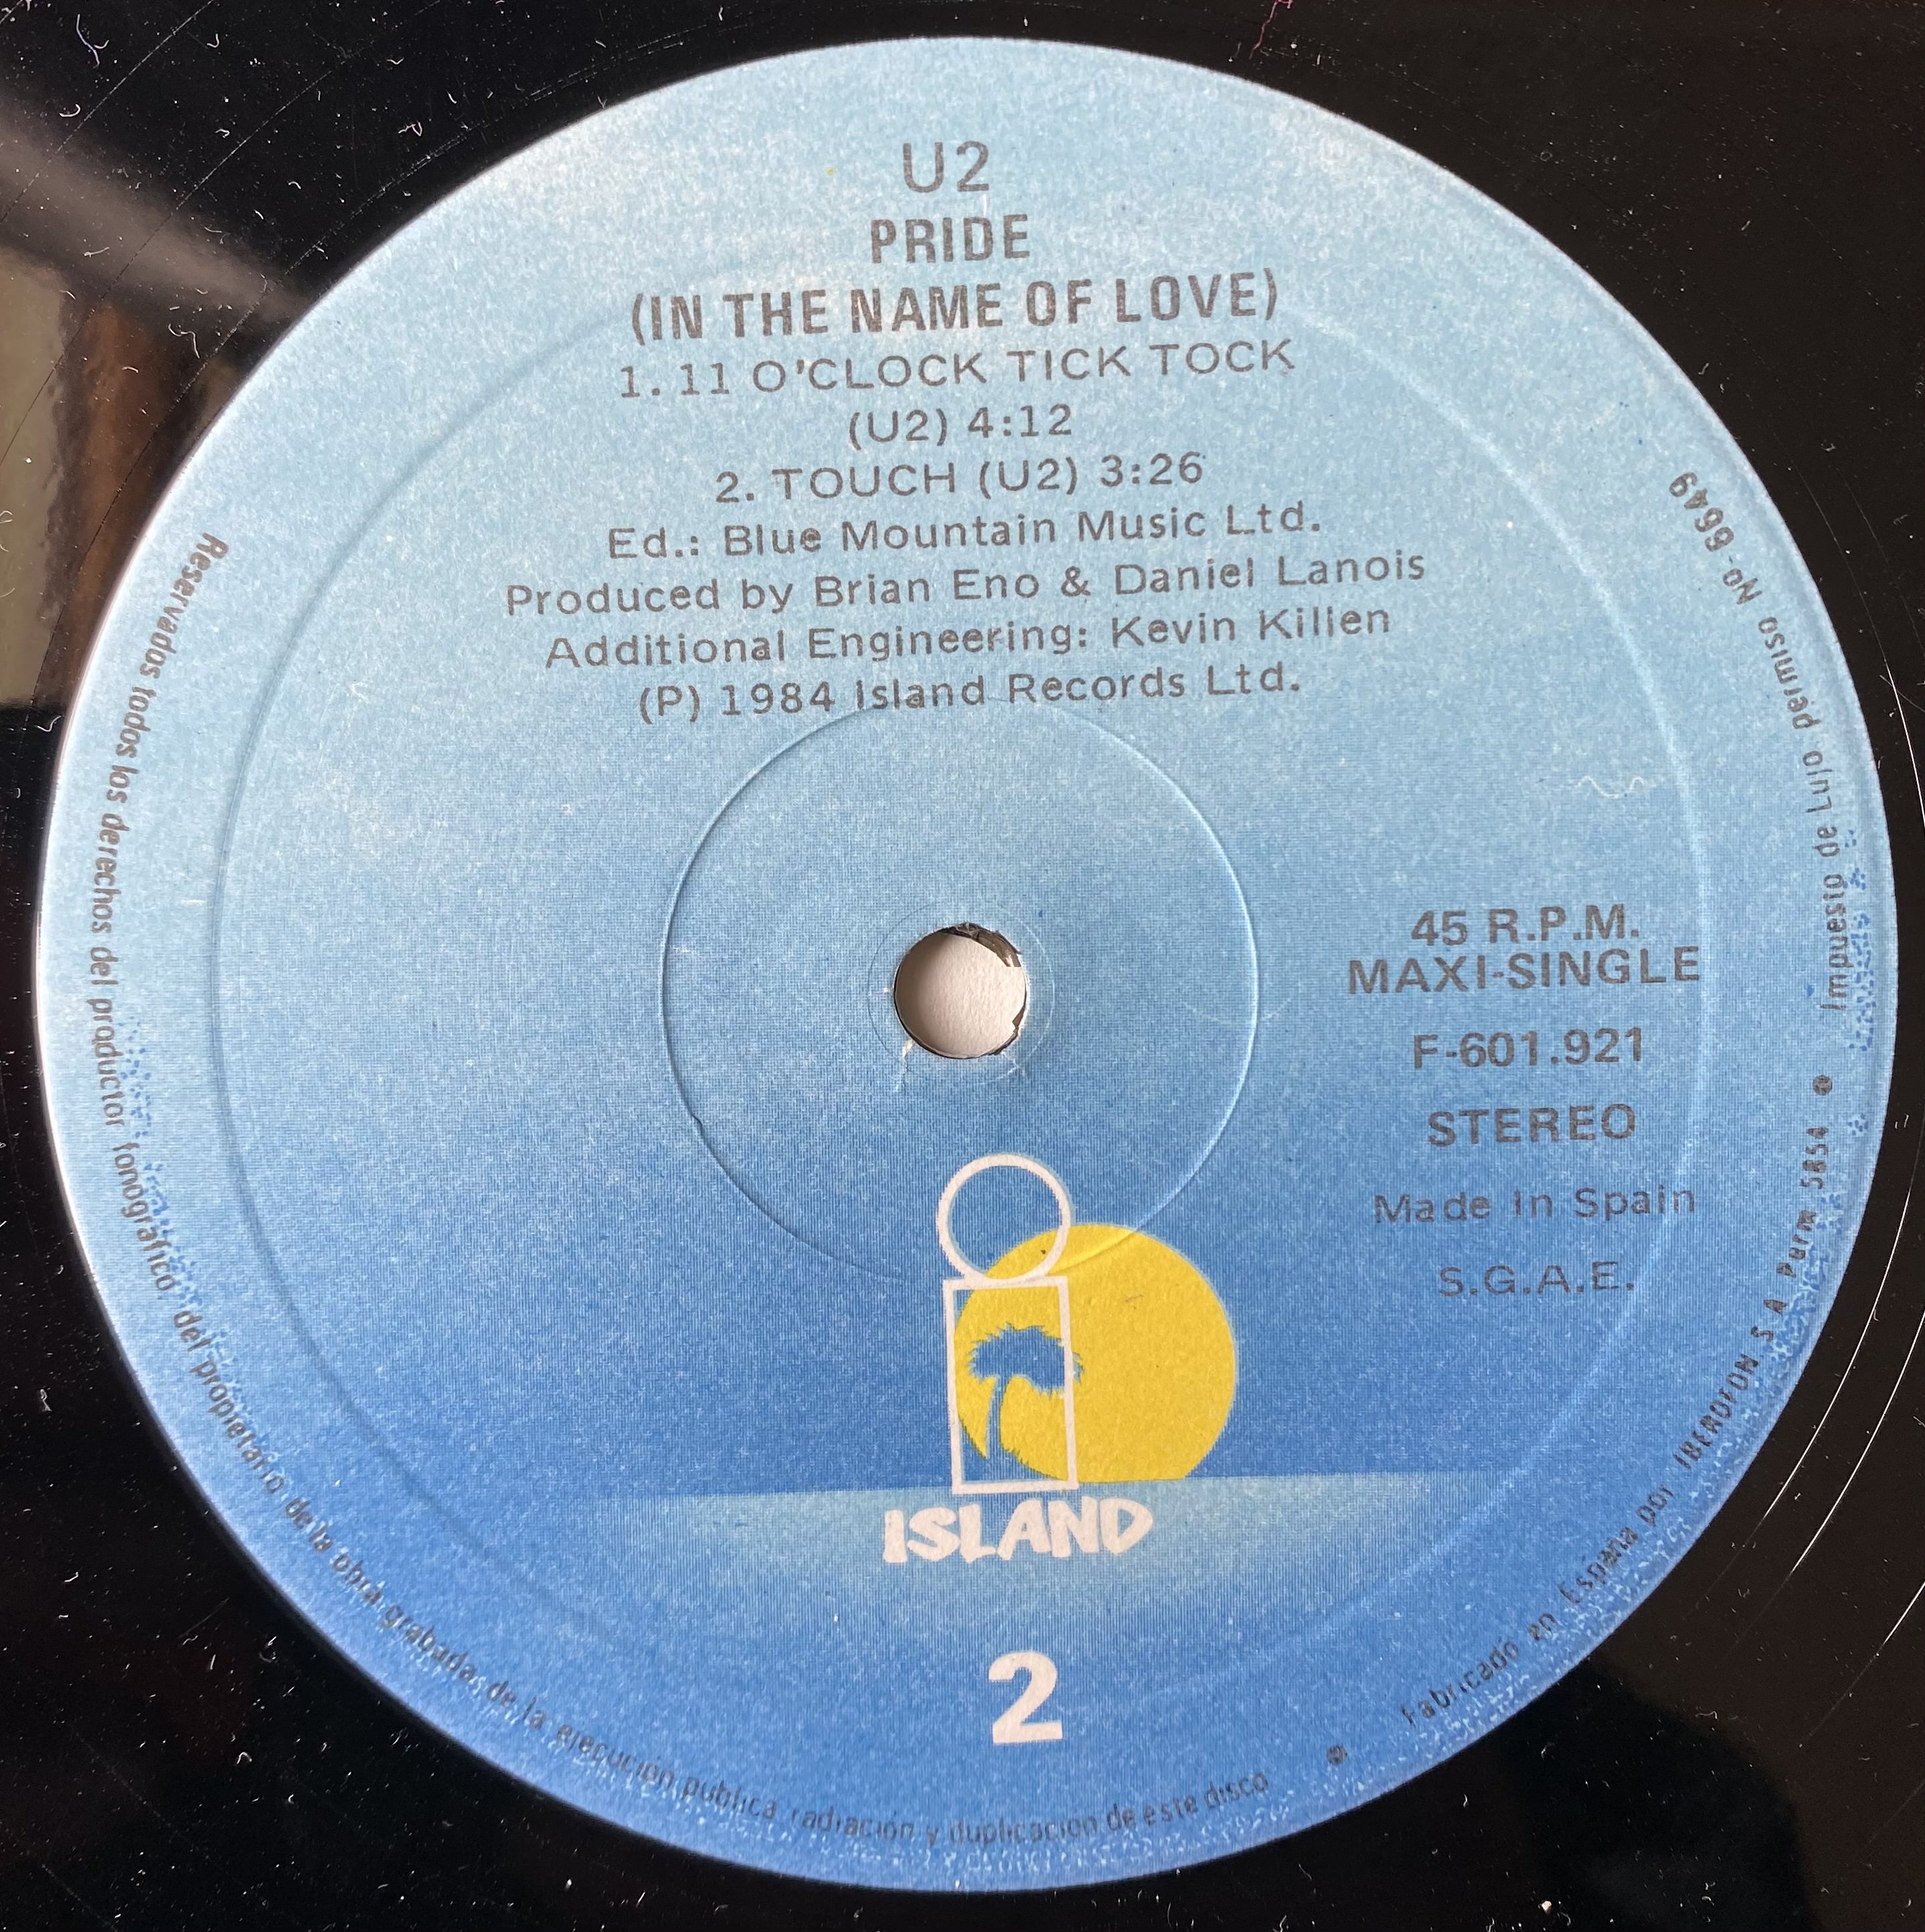 U2
PRIDE
(IN THE NAME OF LOVE)
1. 11 O'CLOCK TICK TOCK
(U2) 4:12
2. TOUCH (U2) 3:26
Ed.: Blue Mountain Music Ltd.
Produced by Brian Eno & Daniel Lanois
Additional Engineering: Kevin Killen
(P) 1984 Island Records Ltd.
45 R.P.M.
MAXI-SINGLE
F-601.921
STEREO
Made in Spain
S.G.A.E.
ISLAND
2
Reservados todos los derechos del productor fonográfico del propietario de la obra grabada, de la ejecución publica radiación y duplicacion de este disco • Fabricado en España por IBEROFON S A Perm 5854 • Impuesto de Lujo permiso No- 6649